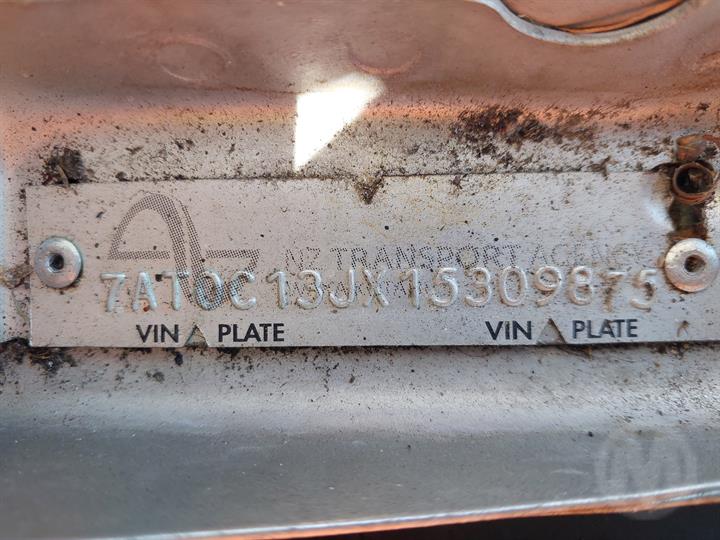 NZ TRANSPORT AGENCY
7AT0C13JX15309875
VIN PLATE VIN PLATE